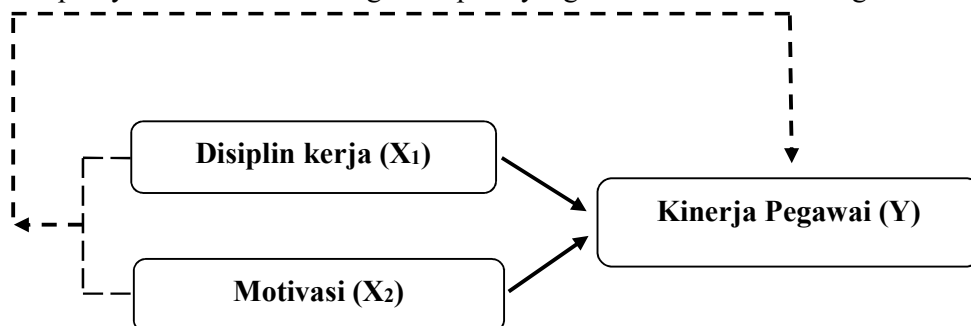 Disiplin kerja (X₁)
Kinerja Pegawai (Y)
Motivasi (X₂)